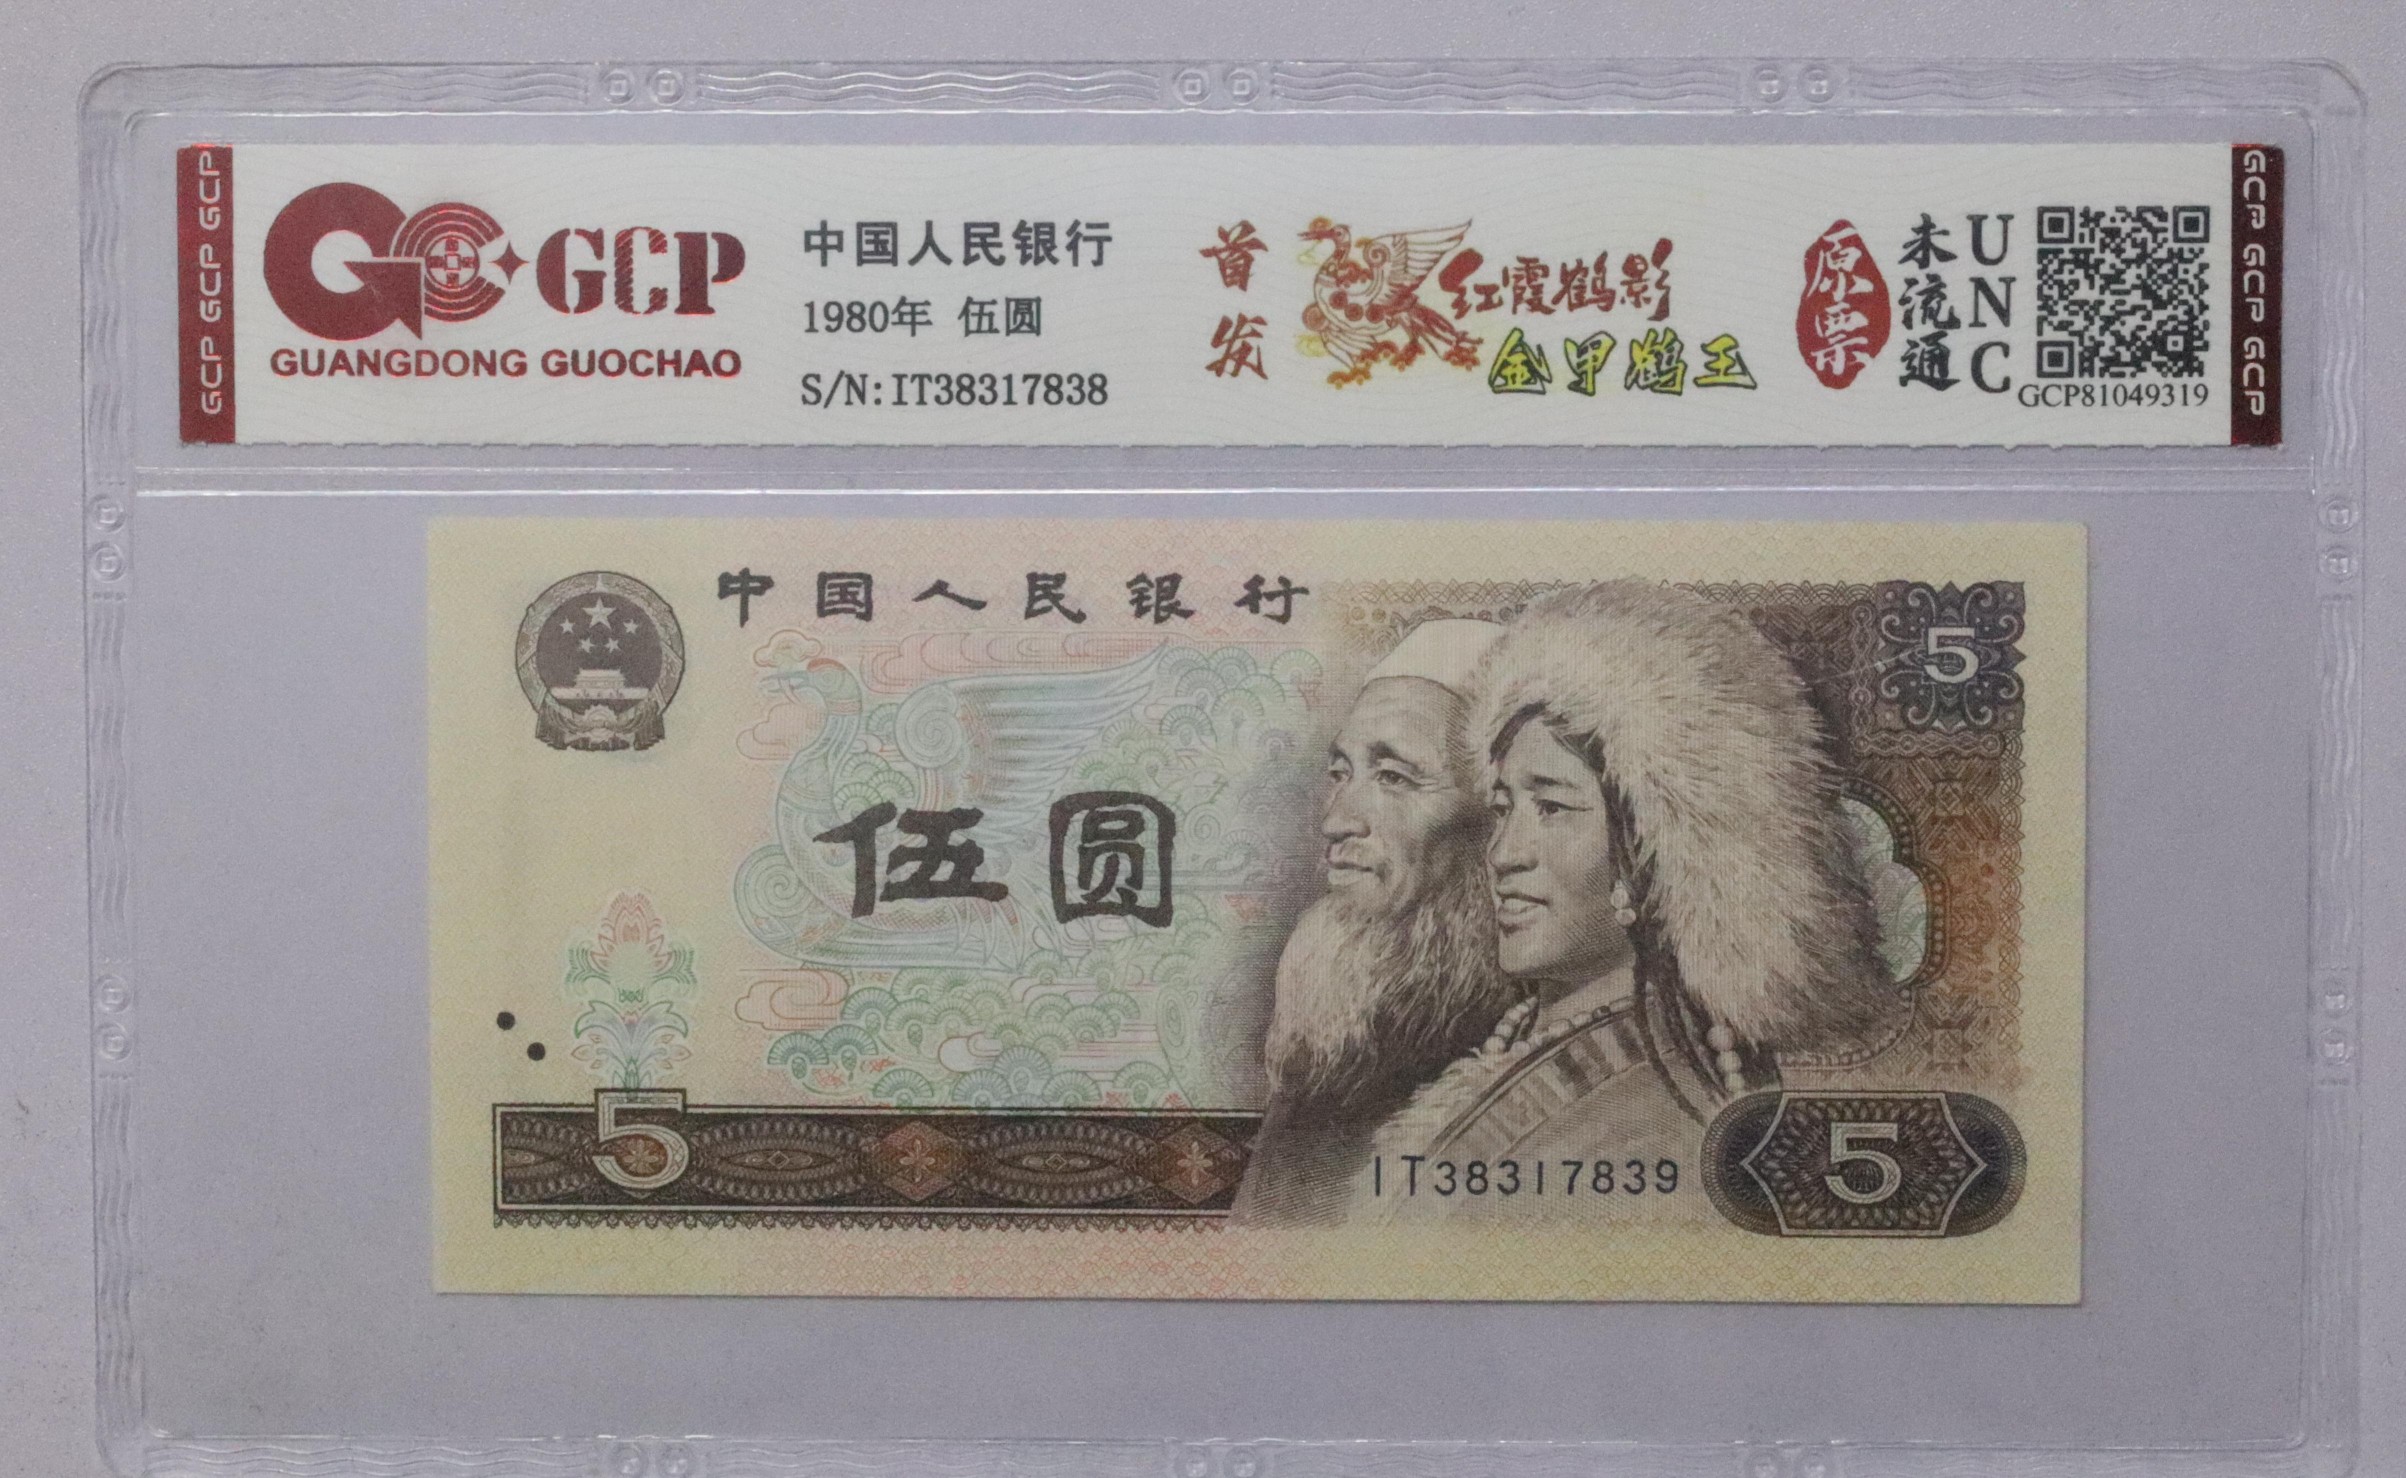 GCP GCP GCP
GCP
GUANGDONG GUOCHAO
中国人民银行
1980年 伍圆
S/N:IT38317838
首发
红霞鹤影
金甲鹤王
原票
未流通
UNC
GCP81049319
GCP GCP GCP
中国人民银行
5
伍圆
5
IT38317839
5